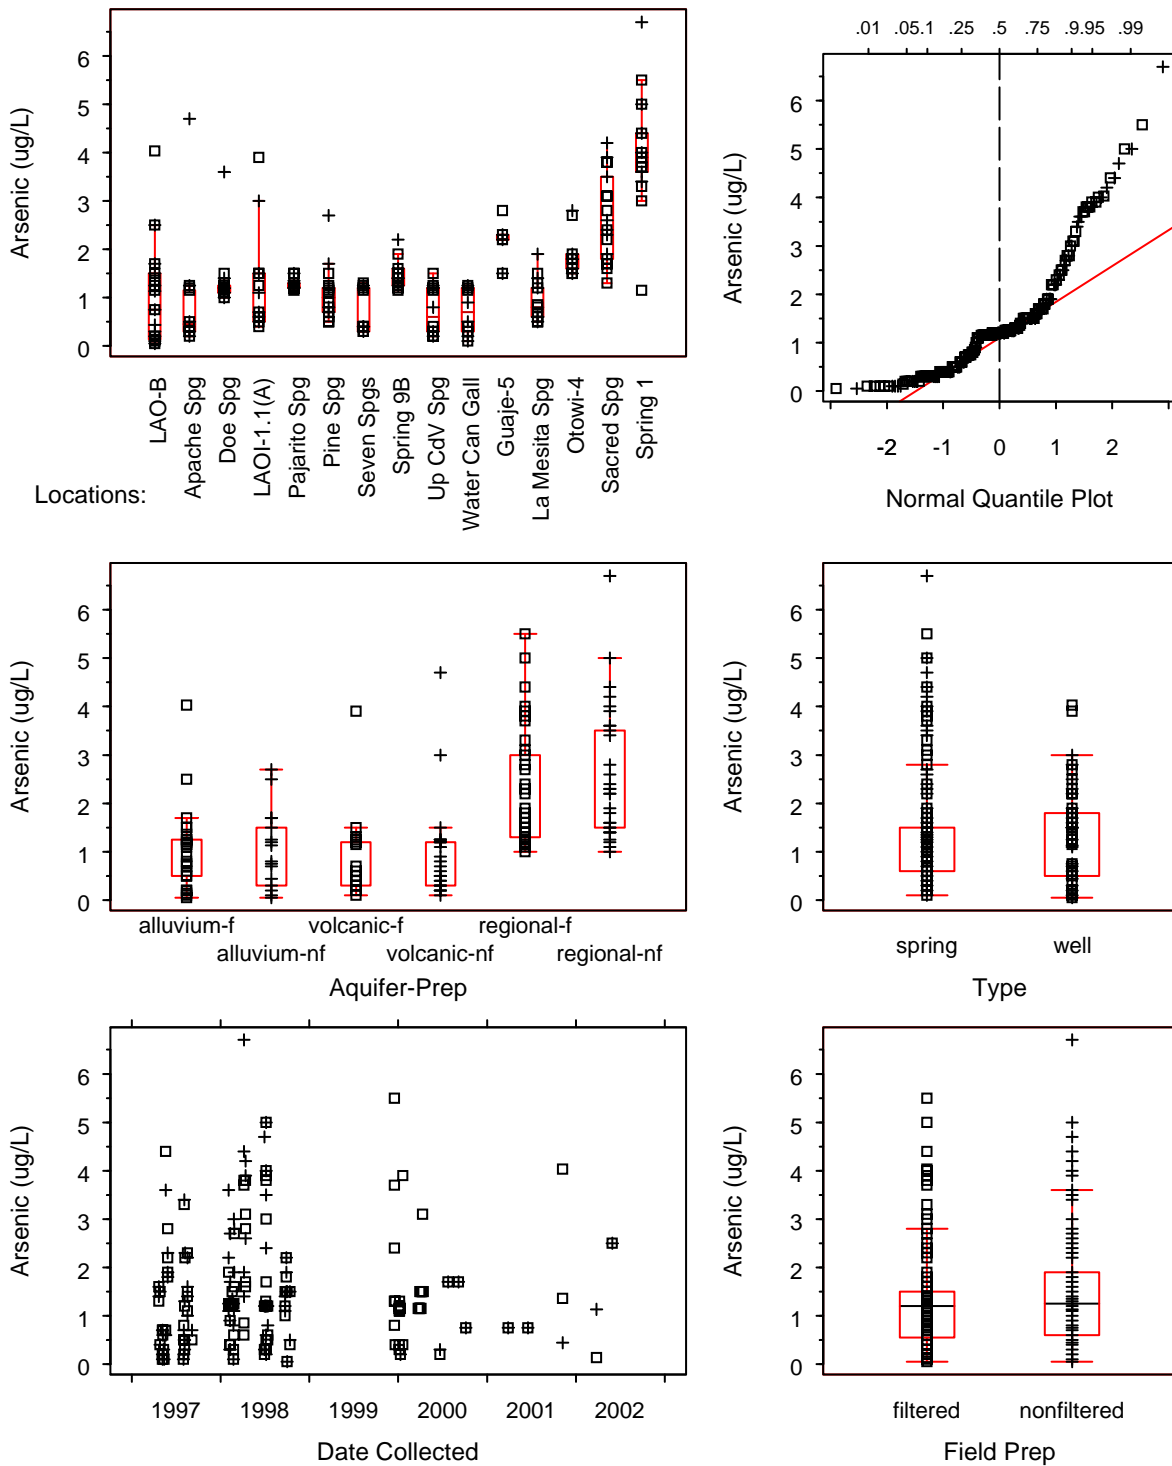 Arsenic (ug/L)
6
5
4
3
2
1
0
LAO-B
Apache Spg
Doe Spg
LAOI-1.1(A)
Pajarito Spg
Pine Spg
Seven Spgs
Spring 9B
Up CdV Spg
Water Can Gall
Guaje-5
La Mesita Spg
Otowi-4
Sacred Spg
Spring 1
Locations:
.01 .05 .1 .25 .5 .75 .9 .95 .99
Arsenic (ug/L)
6
5
4
3
2
1
0
-2 -1 0 1 2
Normal Quantile Plot
Arsenic (ug/L)
6
5
4
3
2
1
0
alluvium-f volcanic-f regional-f
alluvium-nf volcanic-nf regional-nf
Aquifer-Prep
Arsenic (ug/L)
6
5
4
3
2
1
0
spring well
Type
Arsenic (ug/L)
6
5
4
3
2
1
0
1997 1998 1999 2000 2001 2002
Date Collected
Arsenic (ug/L)
6
5
4
3
2
1
0
filtered nonfiltered
Field Prep